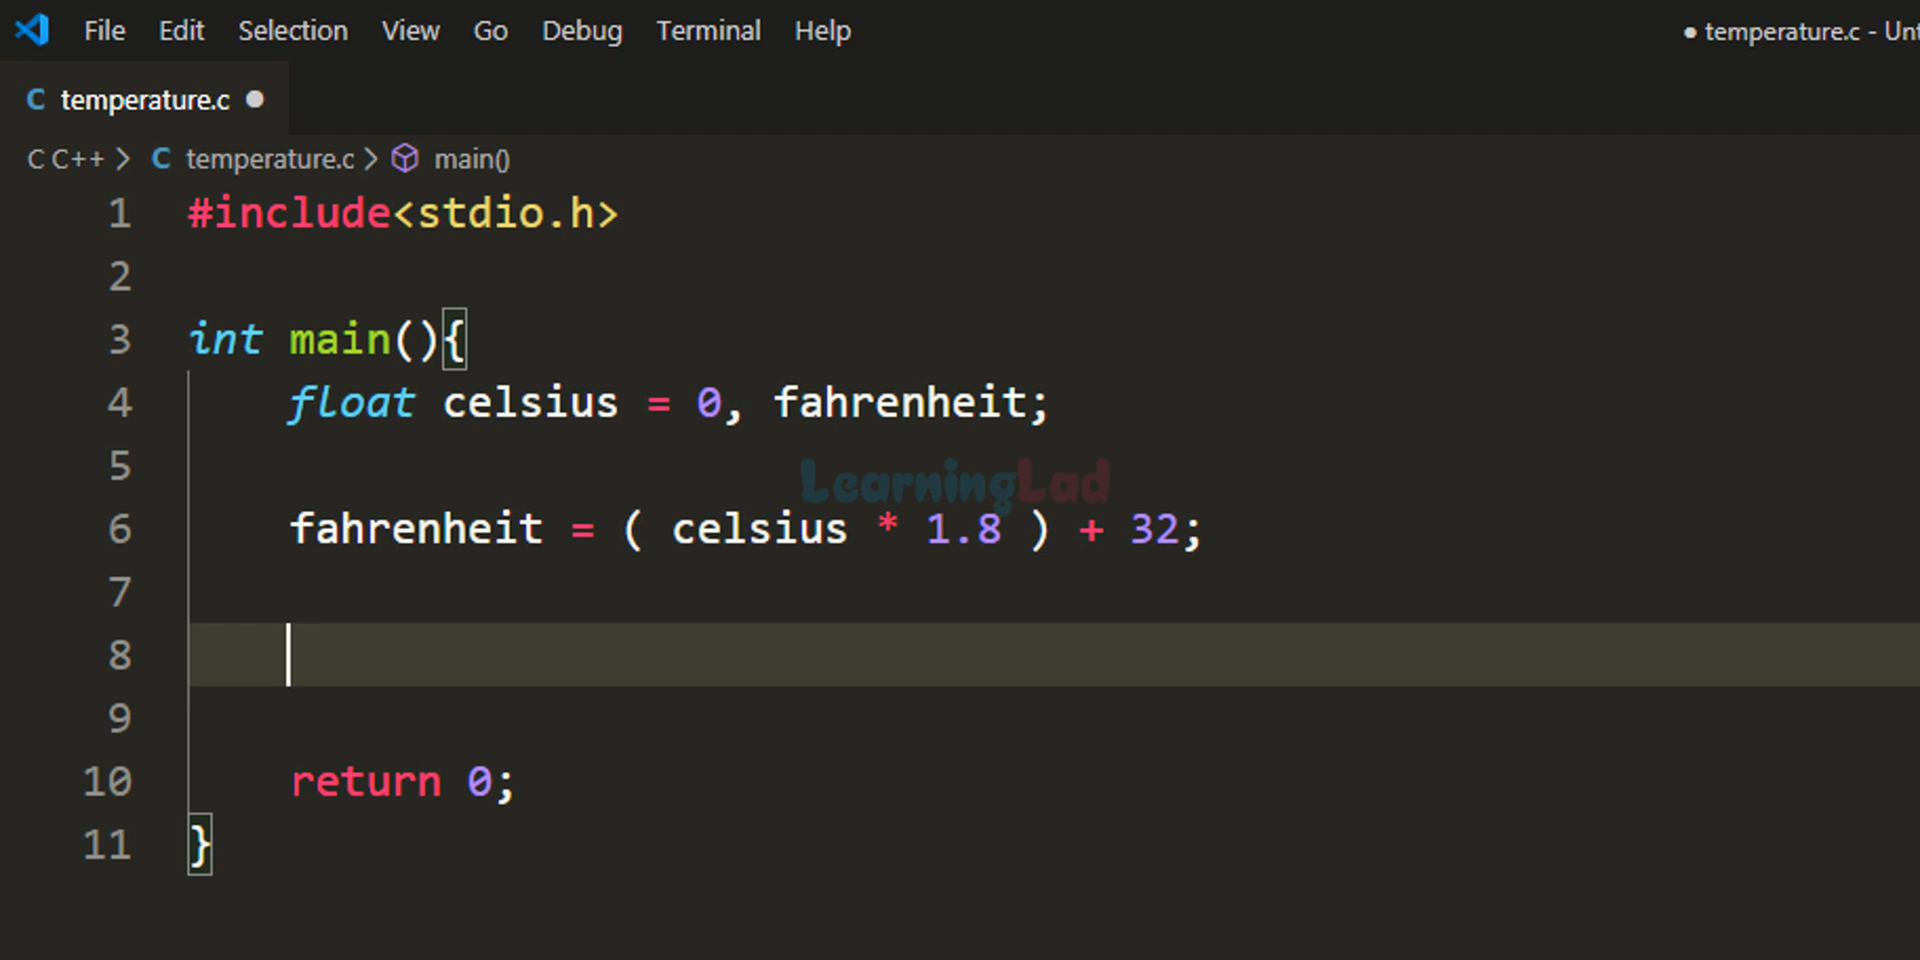 File Edit Selection View Go Debug Terminal Help ● temperature.c - Unt
C temperature.c ●
C C++ > C temperature.c > main()
1 #include<stdio.h>
2
3 int main(){
4 float celsius = 0, fahrenheit;
5
LearningLad
6 fahrenheit = ( celsius * 1.8 ) + 32;
7
8
9
10 return 0;
11 }